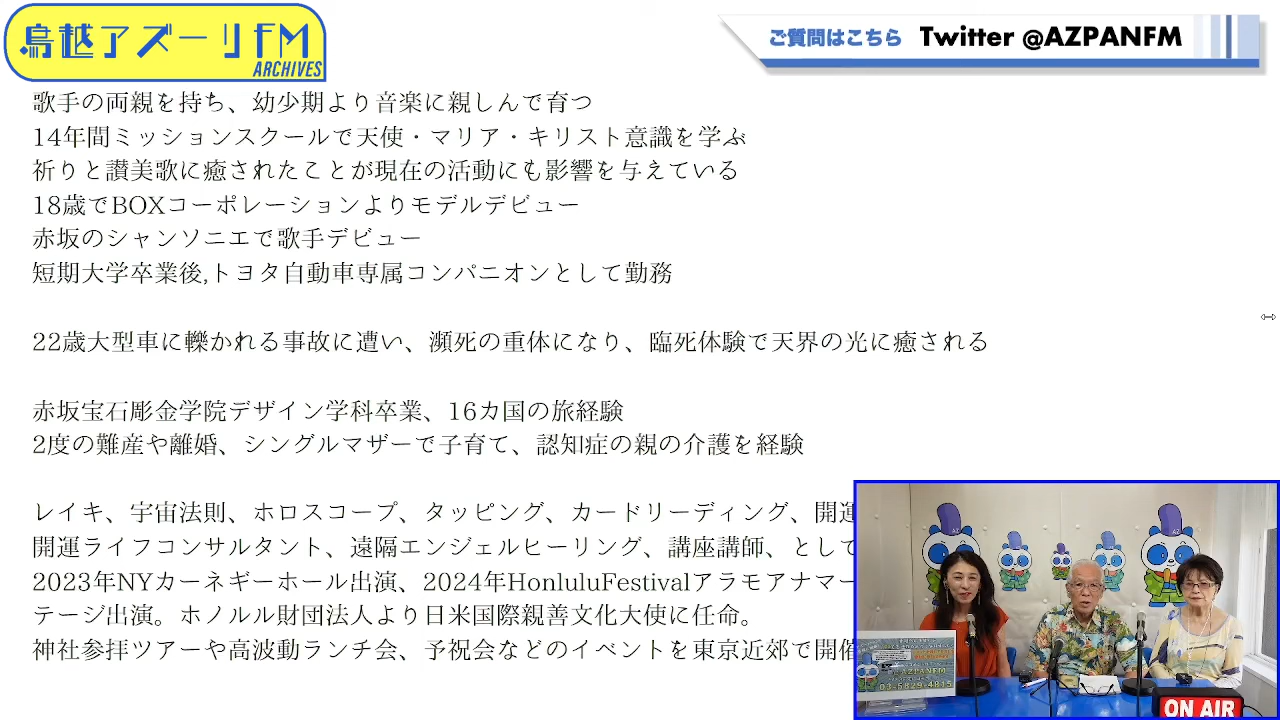 鳥越アズーリFM
ARCHIVES
ご質問はこちら Twitter @AZPANFM
歌手の両親を持ち、幼少期より音楽に親しんで育つ
14年間ミッションスクールで天使・マリア・キリスト意識を学ぶ
祈りと讃美歌に癒されたことが現在の活動にも影響を与えている
18歳でBOXコーポレーションよりモデルデビュー
赤坂のシャンソニエで歌手デビュー
短期大学卒業後,トヨタ自動車専属コンパニオンとして勤務
22歳大型車に轢かれる事故に遭い、瀕死の重体になり、臨死体験で天界の光に癒される
赤坂宝石彫金学院デザイン学科卒業、16カ国の旅経験
2度の難産や離婚、シングルマザーで子育て、認知症の親の介護を経験
レイキ、宇宙法則、ホロスコープ、タッピング、カードリーディング、開運
開運ライフコンサルタント、遠隔エンジェルヒーリング、講座講師、として
2023年NYカーネギーホール出演、2024年HonluluFestivalアラモアナマー
テージ出演。ホノルル財団法人より日米国際親善文化大使に任命。
神社参拝ツアーや高波動ランチ会、予祝会などのイベントを東京近郊で開催
AZPANFM
03-5829-4815
ON AIR